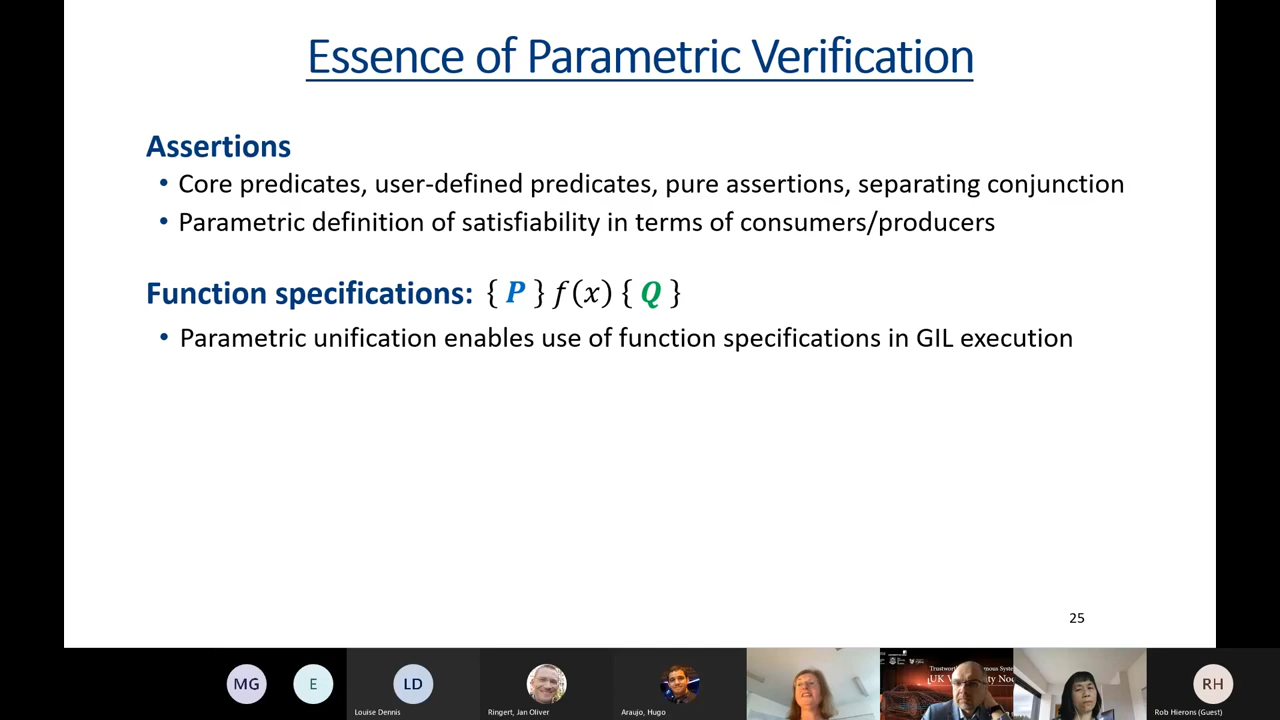 Essence of Parametric Verification
Assertions
• Core predicates, user-defined predicates, pure assertions, separating conjunction
• Parametric definition of satisfiability in terms of consumers/producers
Function specifications: { P } f(x) { Q }
• Parametric unification enables use of function specifications in GIL execution
25
MG
E
LD
Louise Dennis
Ringert, Jan Oliver
Araujo, Hugo
RH
Rob Hierons (Guest)